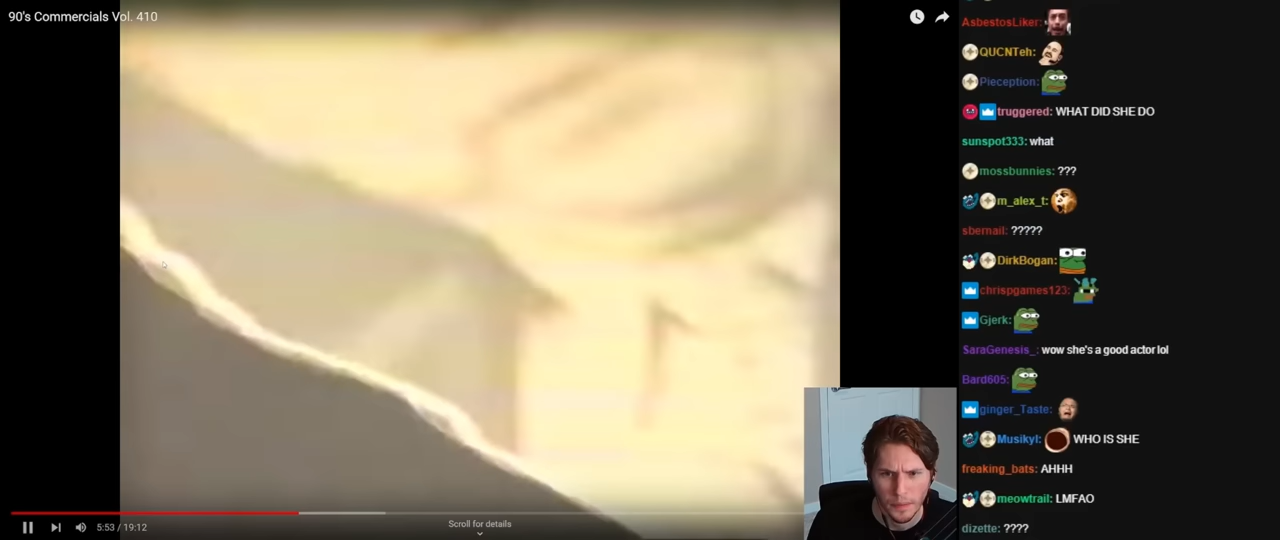 90's Commercials Vol. 410
5:53 / 19:12
Scroll for details
AsbestosLiker:
QUCNTeh:
Pieception:
truggered: WHAT DID SHE DO
sunspot333: what
mossbunnies: ???
m_alex_t:
sbernail: ?????
DirkBogan:
chrispgames123:
Gjerk:
SaraGenesis_: wow she's a good actor lol
Bard605:
ginger_Taste:
Musikyl: WHO IS SHE
freaking_bats: AHHH
meowtrail: LMFAO
dizette: ????